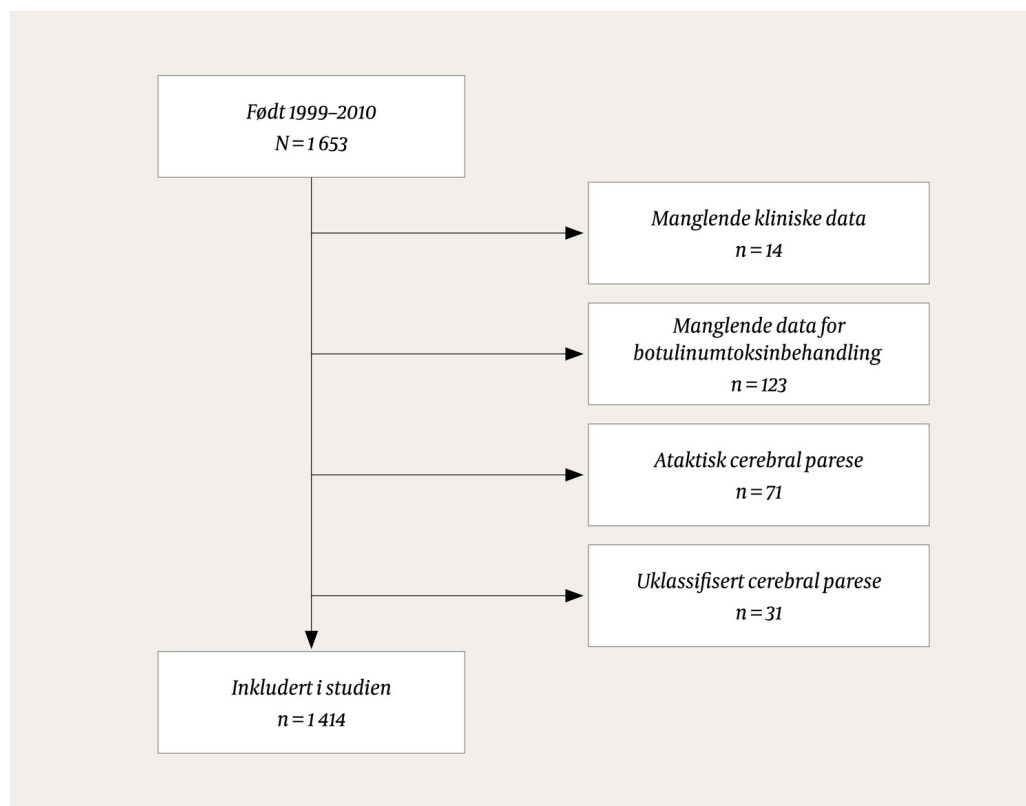 Født 1999–2010
N = 1 653
Manglende kliniske data
n = 14
Manglende data for
botulinumtoksinbehandling
n = 123
Ataktisk cerebral parese
n = 71
Uklassifisert cerebral parese
n = 31
Inkludert i studien
n = 1 414